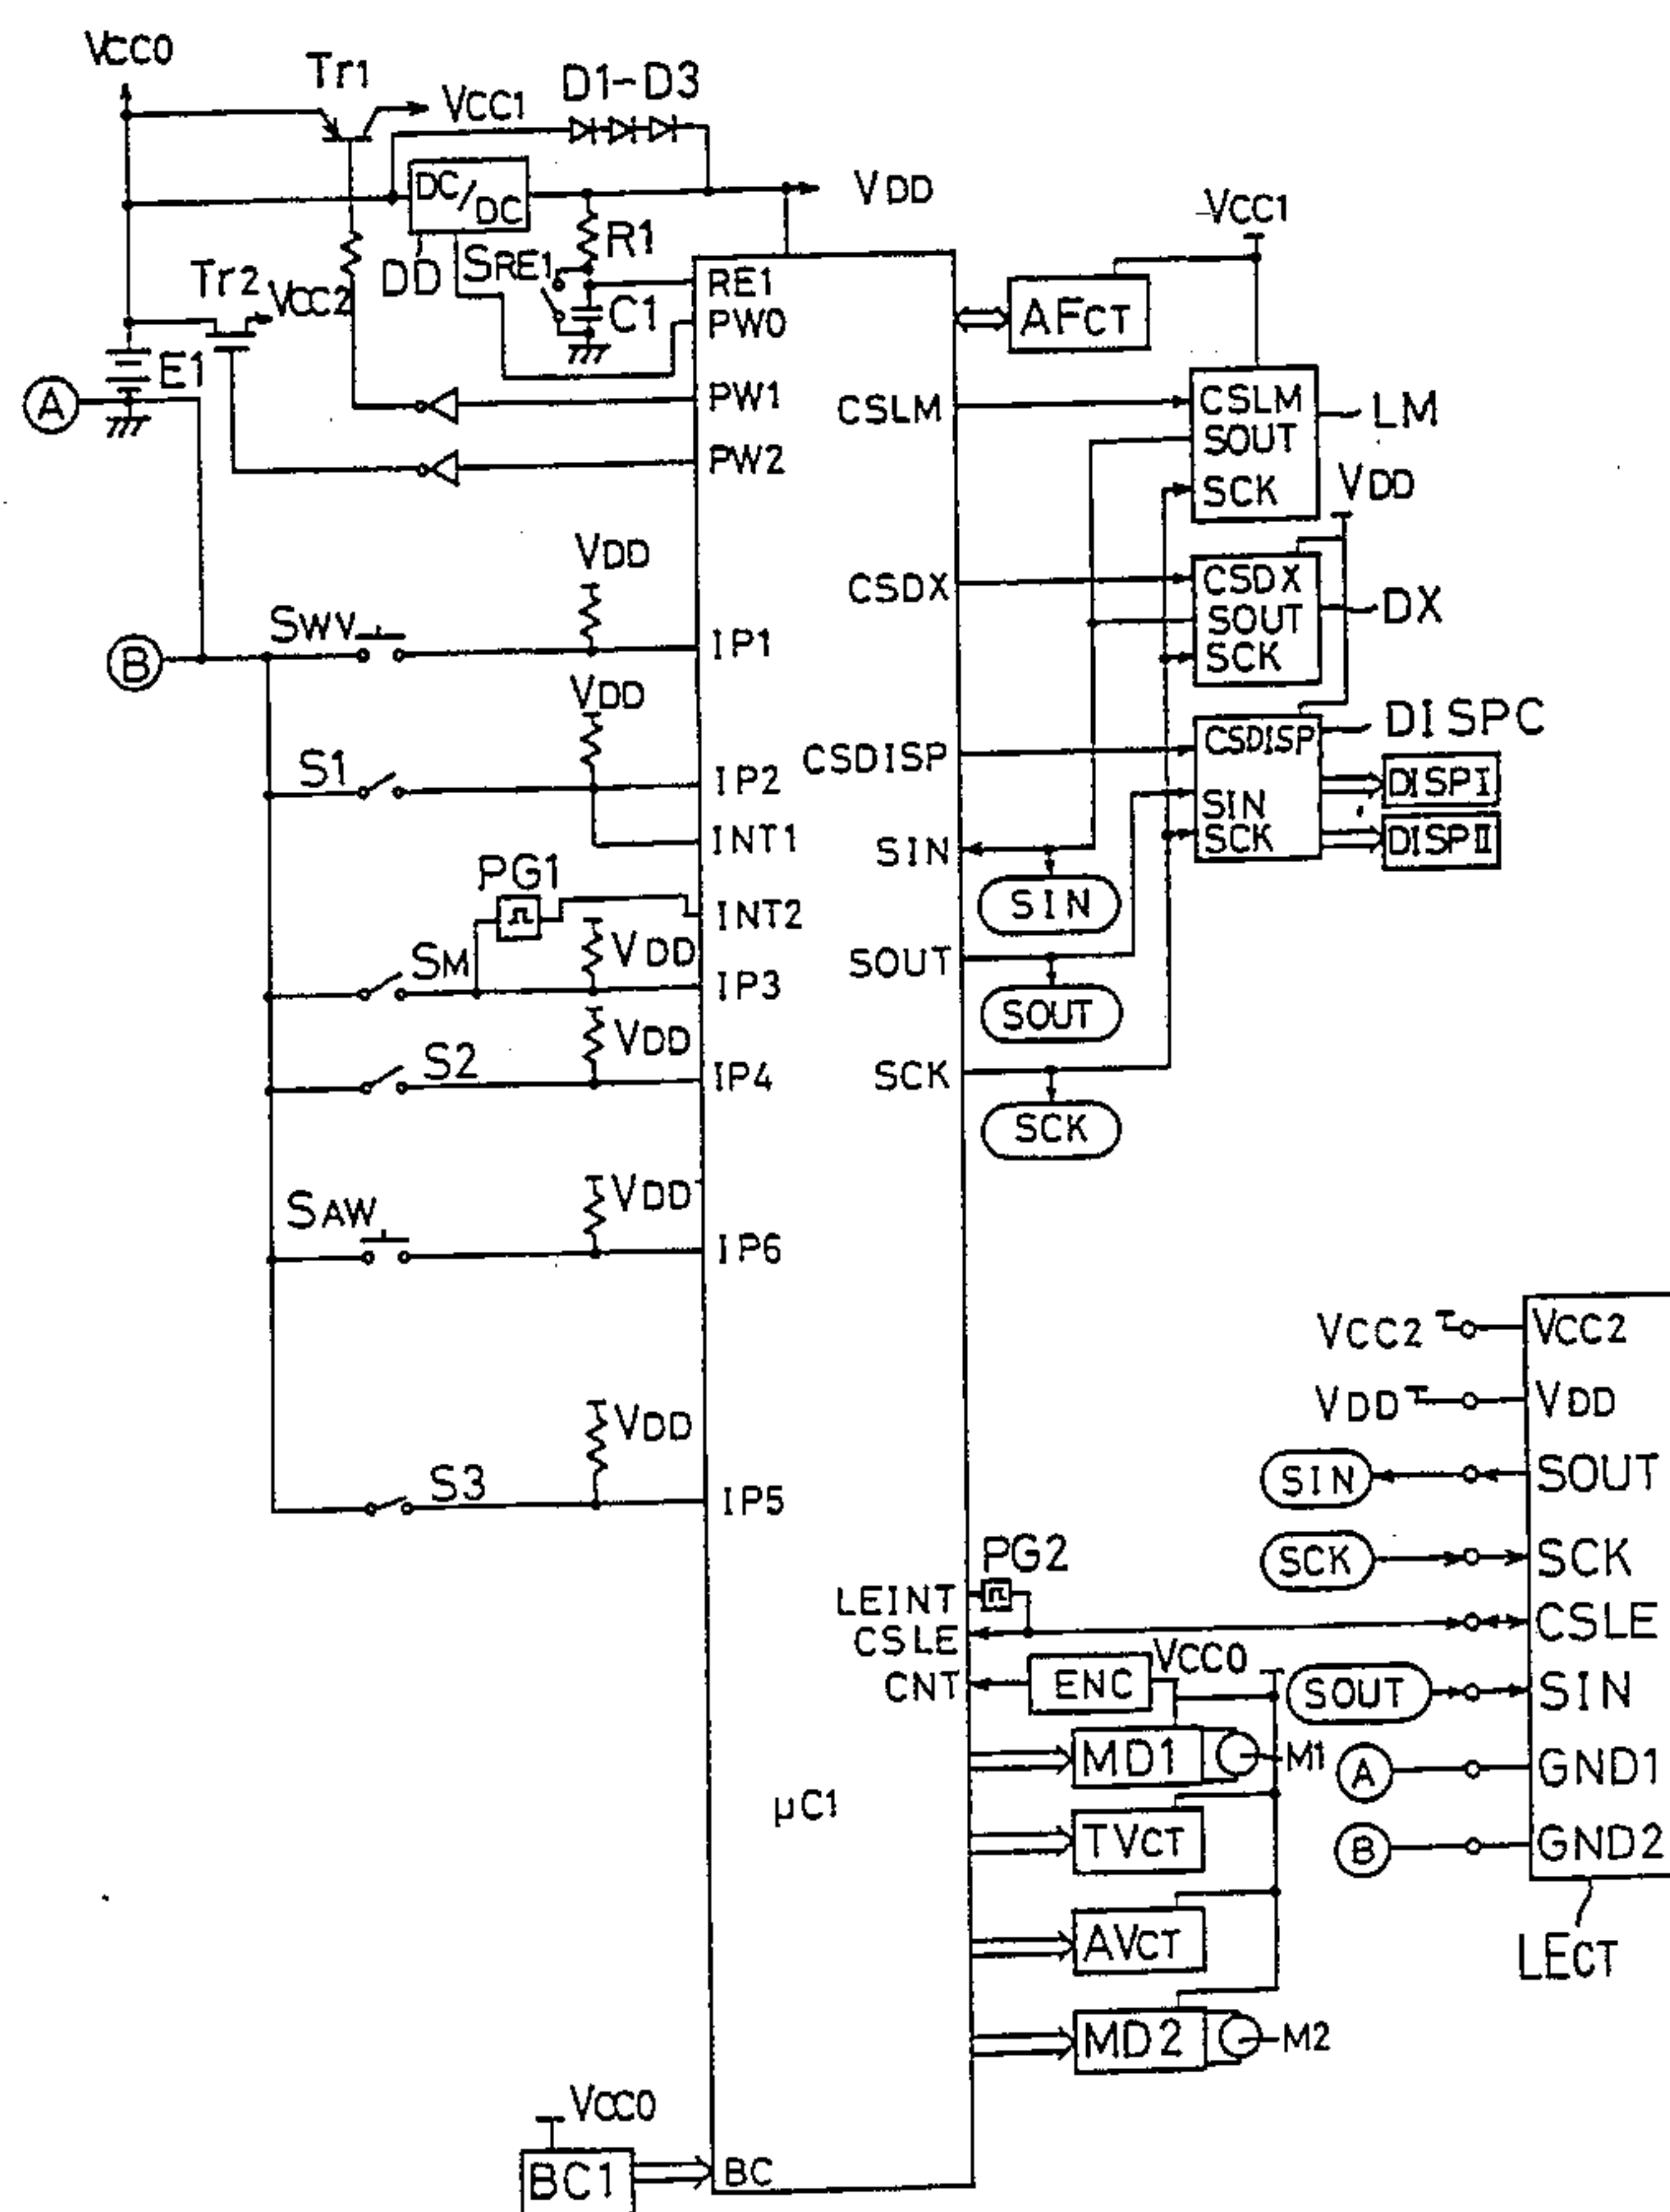 VCC0
Tr1
VCC1
D1-D3
DC/DC
VDD
DD
SRE1
R1
C1
Tr2
VCC2
E1
A
RE1
PW0
PW1
PW2
-VCC1
AFCT
CSLM
CSLM
SOUT
SCK
LM
VDD
CSDX
CSDX
SOUT
SCK
DX
B
SWV
VDD
IP1
S1
VDD
IP2
INT1
PG1
INT2
SM
VDD
IP3
S2
VDD
IP4
SAW
VDD
IP6
S3
VDD
IP5
CSDISP
CSDISP
SIN
SCK
DISPC
DISPI
DISPII
SIN
SIN
SOUT
SOUT
SCK
SCK
VCC2
VCC2
VDD
VDD
SIN
SOUT
SCK
SCK
CSLE
SOUT
SIN
A
GND1
B
GND2
LECT
LEINT
PG2
CSLE
CNT
ENC
VCC0
MD1
M1
µC1
TVCT
AVCT
MD2
M2
VCC0
BC1
BC